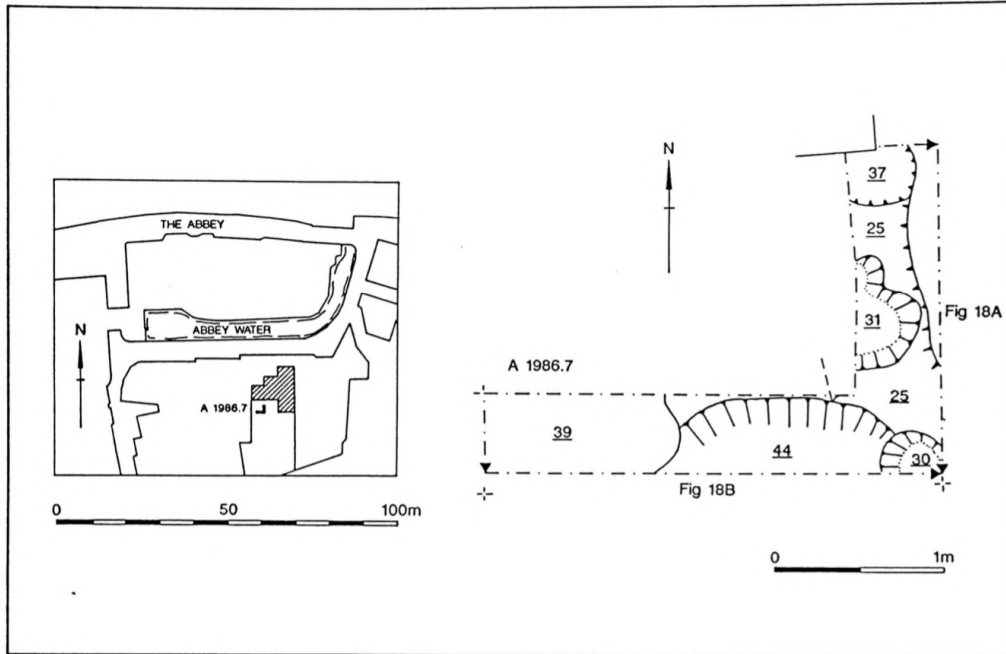 THE ABBEY
ABBEY WATER
N
A 1986.7
0 50 100m
N
37
25
31
Fig 18A
A 1986.7
25
39
44
30
Fig 18B
0 1m